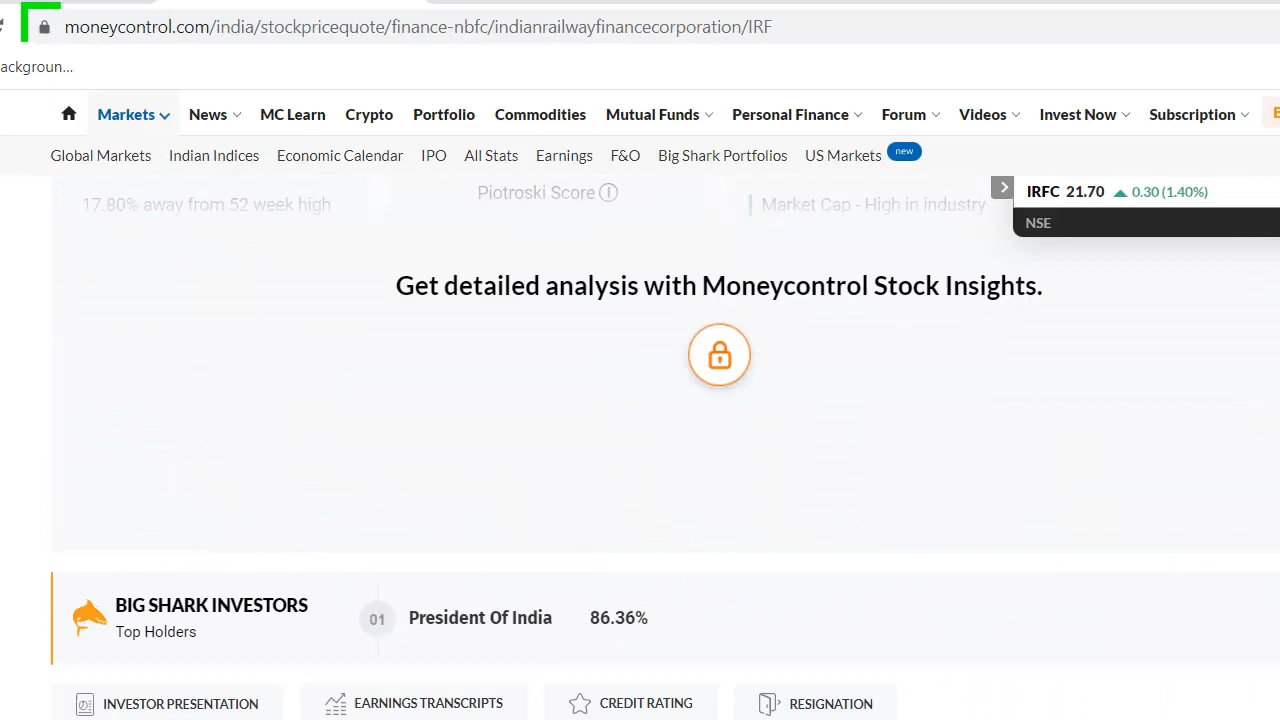 moneycontrol.com/india/stockpricequote/finance-nbfc/indianrailwayfinancecorporation/IRF
ackgroun...
Markets News MC Learn Crypto Portfolio Commodities Mutual Funds Personal Finance Forum Videos Invest Now Subscription
Global Markets Indian Indices Economic Calendar IPO All Stats Earnings F&O Big Shark Portfolios US Markets new
17.80% away from 52 week high
Piotroski Score
Market Cap - High in industry
IRFC 21.70 0.30 (1.40%)
NSE
Get detailed analysis with Moneycontrol Stock Insights.
BIG SHARK INVESTORS
Top Holders
01 President Of India 86.36%
INVESTOR PRESENTATION EARNINGS TRANSCRIPTS CREDIT RATING RESIGNATION